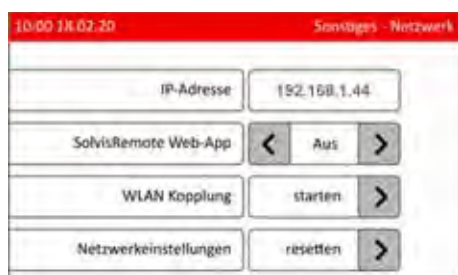 10:00 18.02.20 Sonstiges - Netzwerk
IP-Adresse 192.168.1.44
SolvisRemote Web-App Aus
WLAN Kopplung starten
Netzwerkeinstellungen resetten